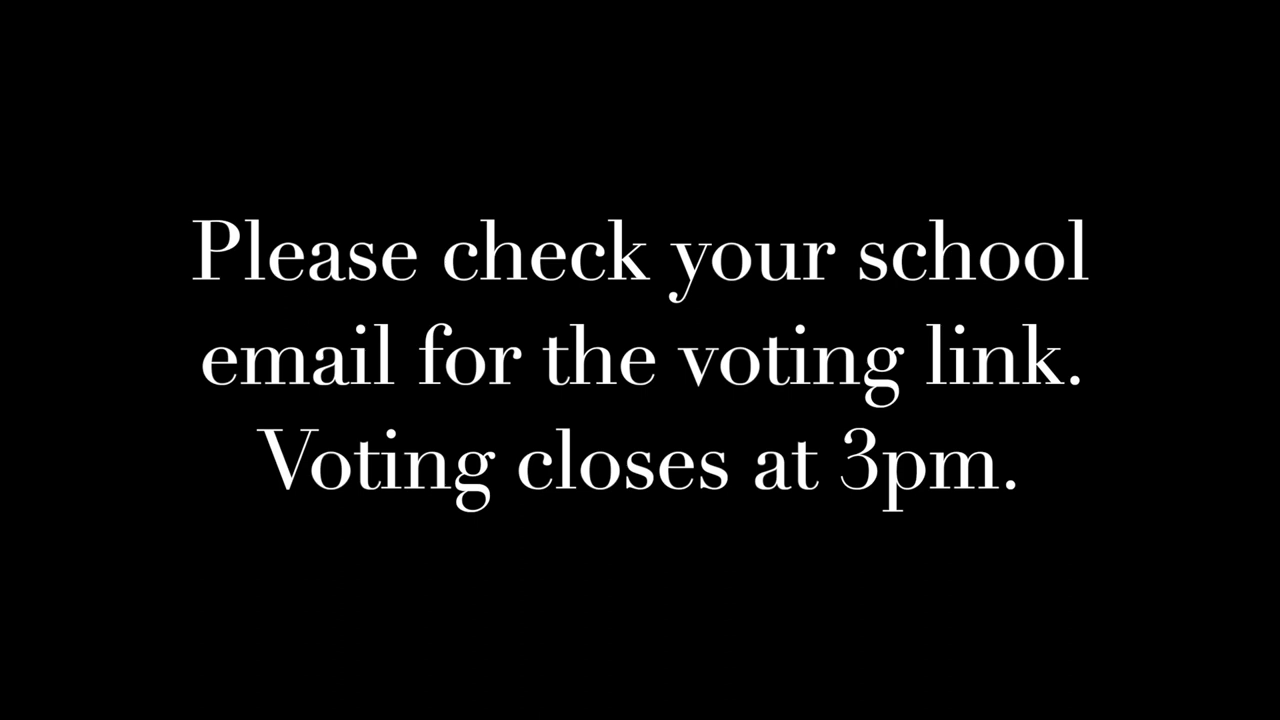 Please check your school
email for the voting link.
Voting closes at 3pm.